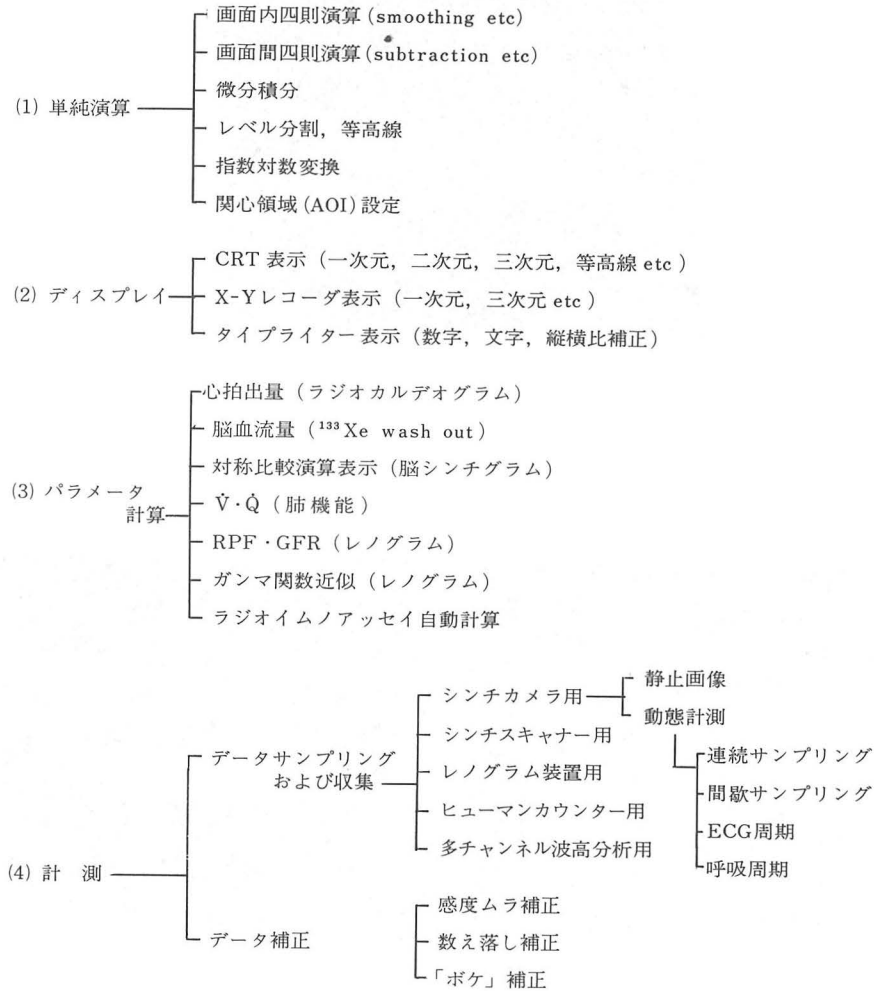 (1) 単純演算
画面内四則演算 (smoothing etc)
画面間四則演算 (subtraction etc)
微分積分
レベル分割，等高線
指数対数変換
関心領域 (AOI) 設定
(2) ディスプレイ
CRT 表示 (一次元，二次元，三次元，等高線 etc )
X-Yレコーダ表示 (一次元，三次元 etc )
タイプライター表示 (数字，文字，縦横比補正)
(3) パラメータ
計算
心拍出量 (ラジオカルデオグラム)
脳血流量 (¹³³Xe wash out)
対称比較演算表示 (脳シンチグラム)
V̇・Q̇ (肺機能)
RPF・GFR (レノグラム)
ガンマ関数近似 (レノグラム)
ラジオイムノアッセイ自動計算
(4) 計　測
データサンプリング
および収集
シンチカメラ用
静止画像
動態計測
連続サンプリング
間歇サンプリング
ECG周期
呼吸周期
シンチスキャナー用
レノグラム装置用
ヒューマンカウンター用
多チャンネル波高分析用
データ補正
感度ムラ補正
数え落し補正
「ボケ」補正